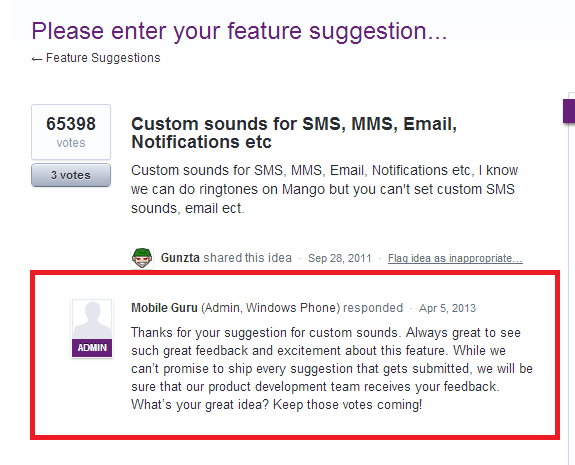 Please enter your feature suggestion...
← Feature Suggestions
65398
votes
3 votes
Custom sounds for SMS, MMS, Email,
Notifications etc
Custom sounds for SMS, MMS, Email, Notifications etc, I know
we can do ringtones on Mango but you can't set custom SMS
sounds, email ect.
Gunzta shared this idea · Sep 28, 2011 · Flag idea as inappropriate…
Mobile Guru (Admin, Windows Phone) responded · Apr 5, 2013
ADMIN
Thanks for your suggestion for custom sounds. Always great to see
such great feedback and excitement about this feature. While we
can’t promise to ship every suggestion that gets submitted, we will be
sure that our product development team receives your feedback.
What’s your great idea? Keep those votes coming!